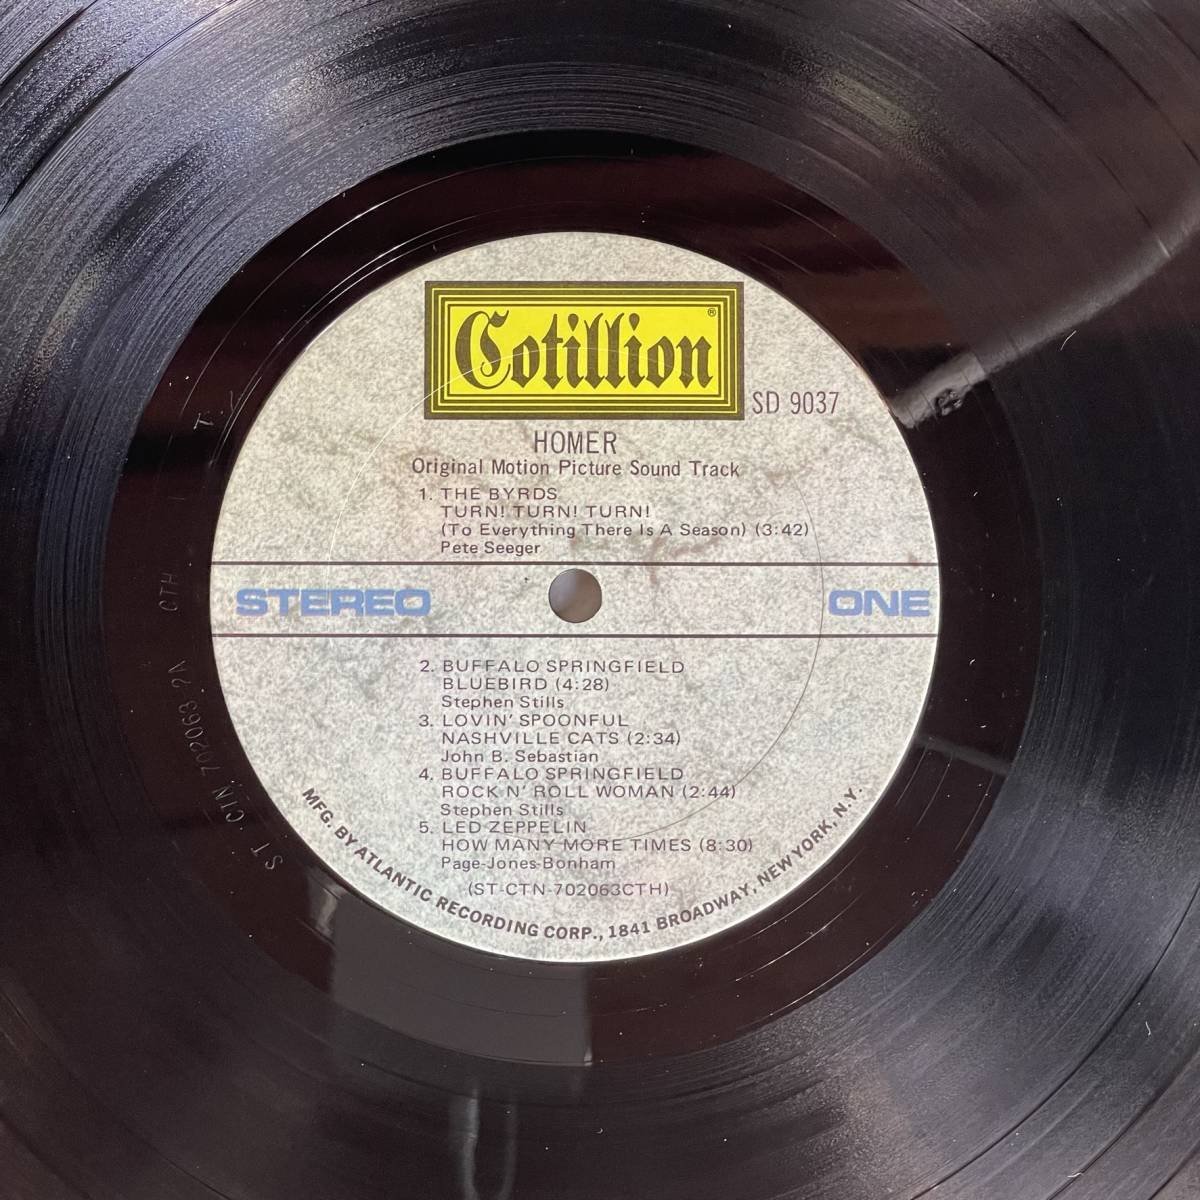 Cotillion ®
SD 9037
HOMER
Original Motion Picture Sound Track
1. THE BYRDS
TURN! TURN! TURN!
(To Everything There Is A Season) (3:42)
Pete Seeger
STEREO ONE
2. BUFFALO SPRINGFIELD
BLUEBIRD (4:28)
Stephen Stills
3. LOVIN' SPOONFUL
NASHVILLE CATS (2:34)
John B. Sebastian
4. BUFFALO SPRINGFIELD
ROCK N' ROLL WOMAN (2:44)
Stephen Stills
5. LED ZEPPELIN
HOW MANY MORE TIMES (8:30)
Page-Jones-Bonham
(ST-CTN-702063CTH)
MFG. BY ATLANTIC RECORDING CORP., 1841 BROADWAY, NEW YORK, N.Y.
CTH